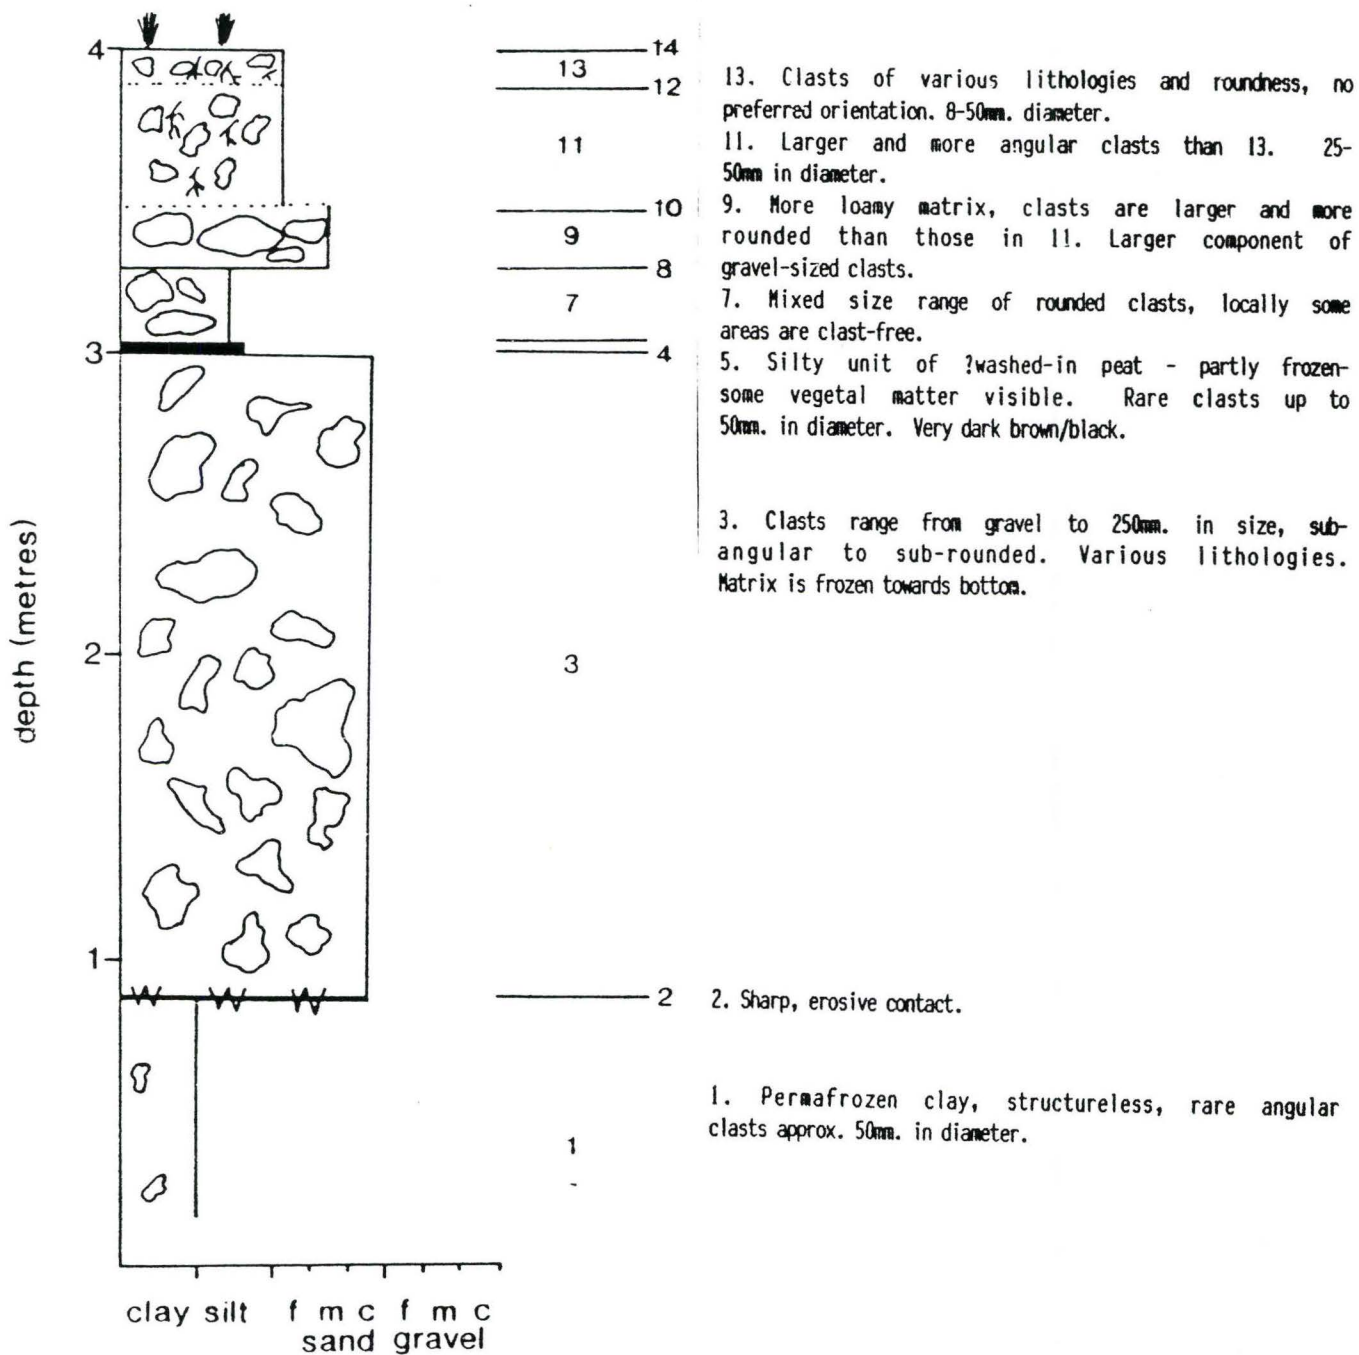 4
14
13
12
13. Clasts of various lithologies and roundness, no
preferred orientation. 8-50mm. diameter.
11
11. Larger and more angular clasts than 13. 25-
50mm in diameter.
10
9
9. More loamy matrix, clasts are larger and more
rounded than those in 11. Larger component of
gravel-sized clasts.
8
7
7. Mixed size range of rounded clasts, locally some
areas are clast-free.
3
4
5. Silty unit of ?washed-in peat - partly frozen-
some vegetal matter visible. Rare clasts up to
50mm. in diameter. Very dark brown/black.
3. Clasts range from gravel to 250mm. in size, sub-
angular to sub-rounded. Various lithologies.
Matrix is frozen towards bottom.
depth (metres)
2
3
1
2
2. Sharp, erosive contact.
1. Permafrozen clay, structureless, rare angular
clasts approx. 50mm. in diameter.
1
clay silt f m c f m c
sand gravel